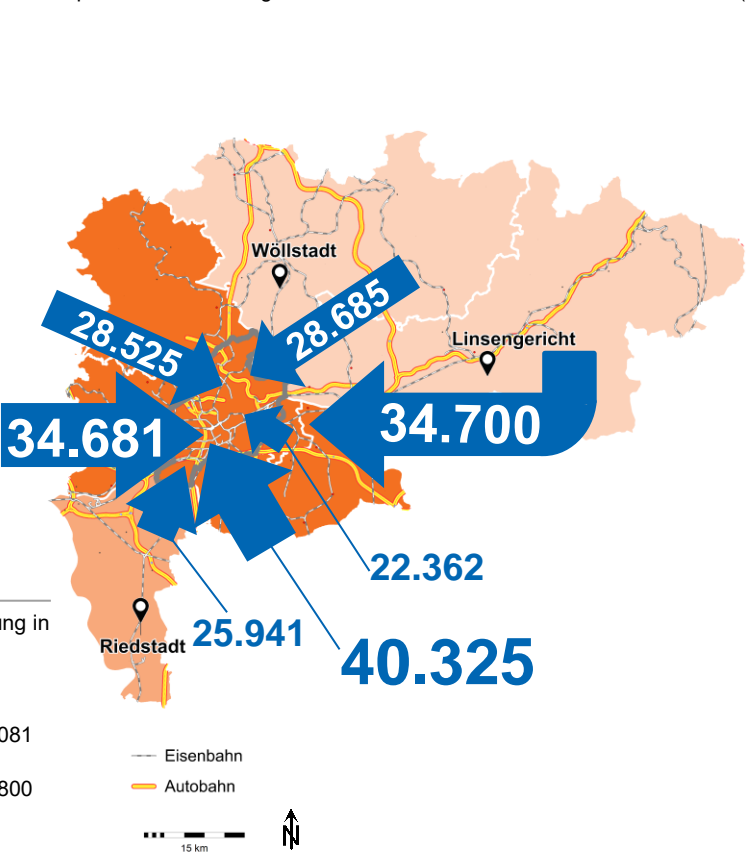 Wöllstadt
28.685
28.525
Linsengericht
34.681
34.700
22.362
ung in
25.941
Riedstadt
40.325
081
Eisenbahn
800
Autobahn
N
15 km